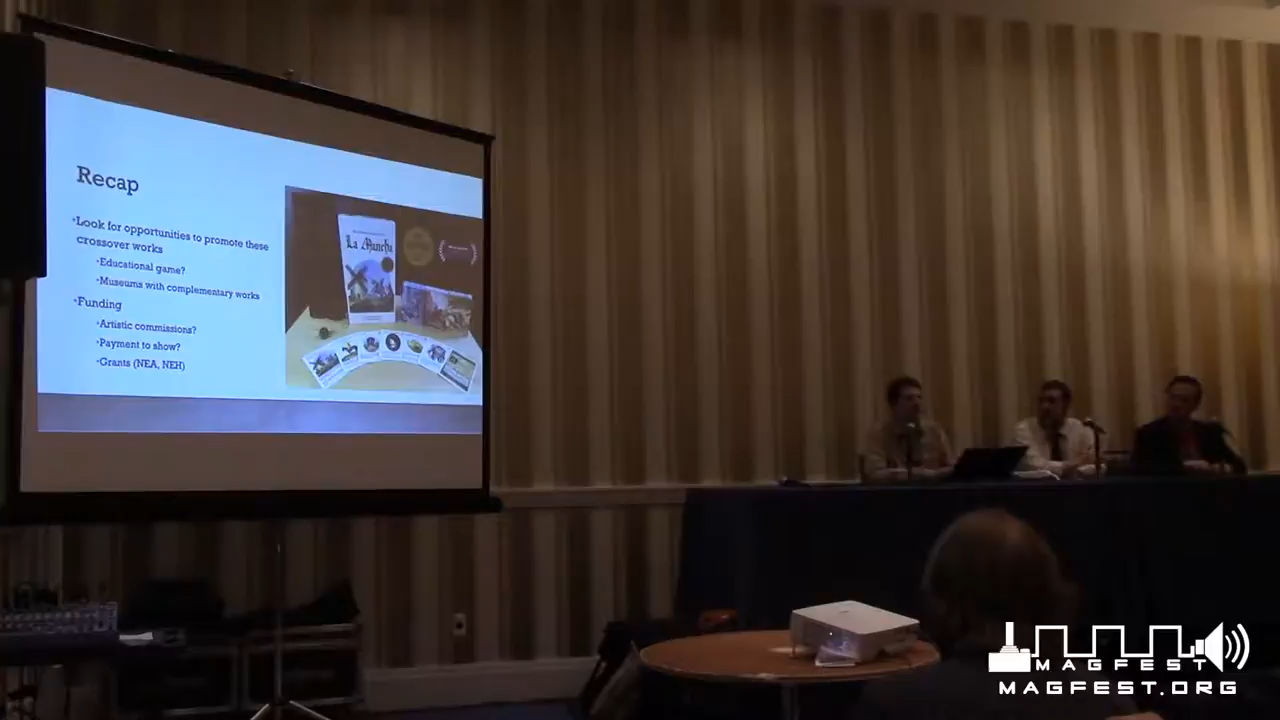 Recap
Look for opportunities to promote these
crossover works
Educational game?
Museums with complementary works
Funding
Artistic commissions?
Payment to show?
Grants (NEA, NEH)
La Mancha
MAGFEST
MAGFEST.ORG